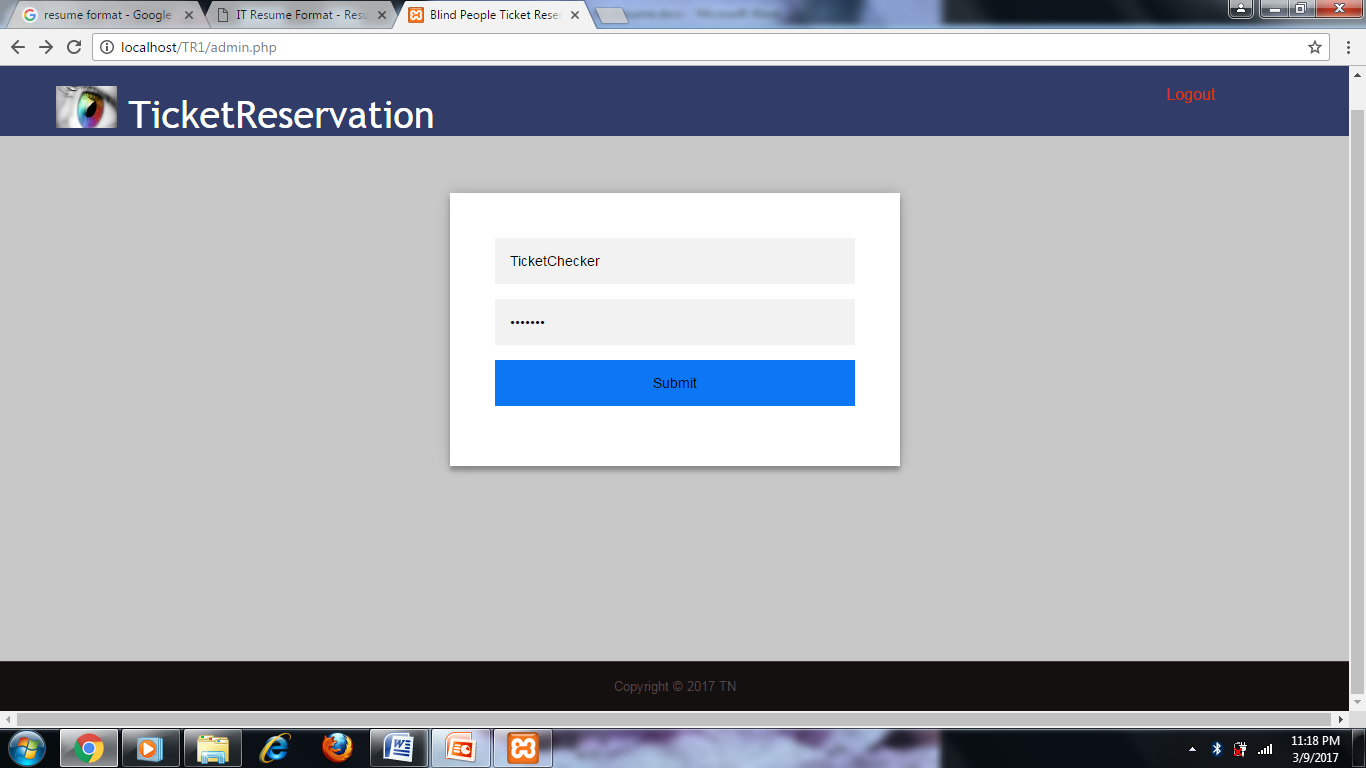 resume format - Google
IT Resume Format - Resu
Blind People Ticket Reser
localhost/TR1/admin.php
TicketReservation
Logout
TicketChecker
•••••••
Submit
Copyright © 2017 TN
11:18 PM
3/9/2017